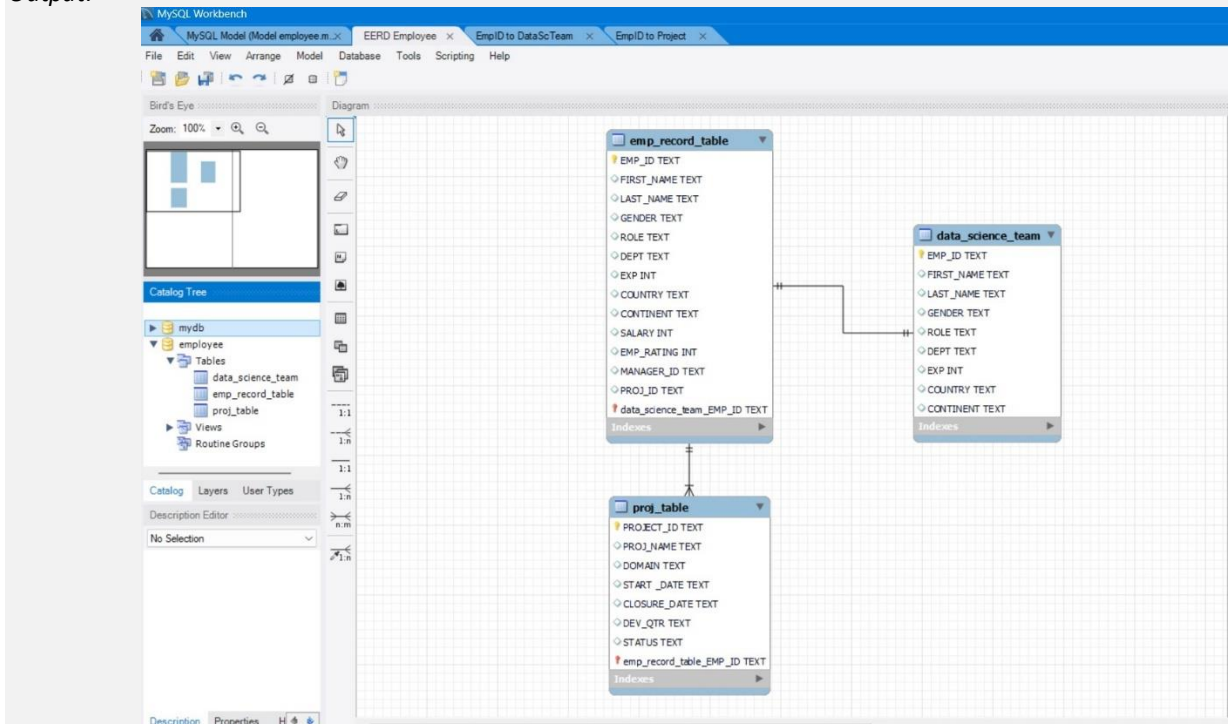 Output:
MySQL Workbench
MySQL Model (Model employee.m..× EERD Employee × EmpID to DataScTeam × EmpID to Project ×
File Edit View Arrange Model Database Tools Scripting Help
Bird's Eye
Diagram
Zoom: 100%
emp_record_table
EMP_ID TEXT
FIRST_NAME TEXT
LAST_NAME TEXT
GENDER TEXT
ROLE TEXT
DEPT TEXT
EXP INT
COUNTRY TEXT
CONTINENT TEXT
SALARY INT
EMP_RATING INT
MANAGER_ID TEXT
PROJ_ID TEXT
data_science_team_EMP_ID TEXT
Indexes
data_science_team
EMP_ID TEXT
FIRST_NAME TEXT
LAST_NAME TEXT
GENDER TEXT
ROLE TEXT
DEPT TEXT
EXP INT
COUNTRY TEXT
CONTINENT TEXT
Indexes
proj_table
PROJECT_ID TEXT
PROJ_NAME TEXT
DOMAIN TEXT
START _DATE TEXT
CLOSURE_DATE TEXT
DEV_QTR TEXT
STATUS TEXT
emp_record_table_EMP_ID TEXT
Indexes
Catalog Tree
mydb
employee
Tables
data_science_team
emp_record_table
proj_table
Views
Routine Groups
1:1
1:n
1:1
1:n
n:m
1:n
Catalog Layers User Types
Description Editor
No Selection
Description Properties H